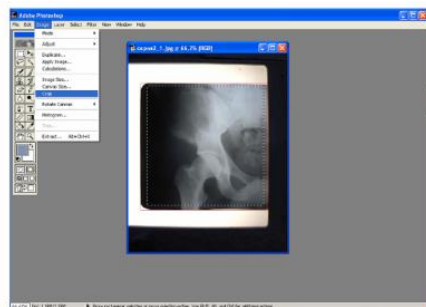 Adobe Photoshop
File Edit Image Layer Select Filter View Window Help
Mode
Adjust
Duplicate...
Apply Image...
Calculations...
Image Size...
Canvas Size...
Crop
Rotate Canvas
Histogram...
Trap...
Extract... Alt+Ctrl+X